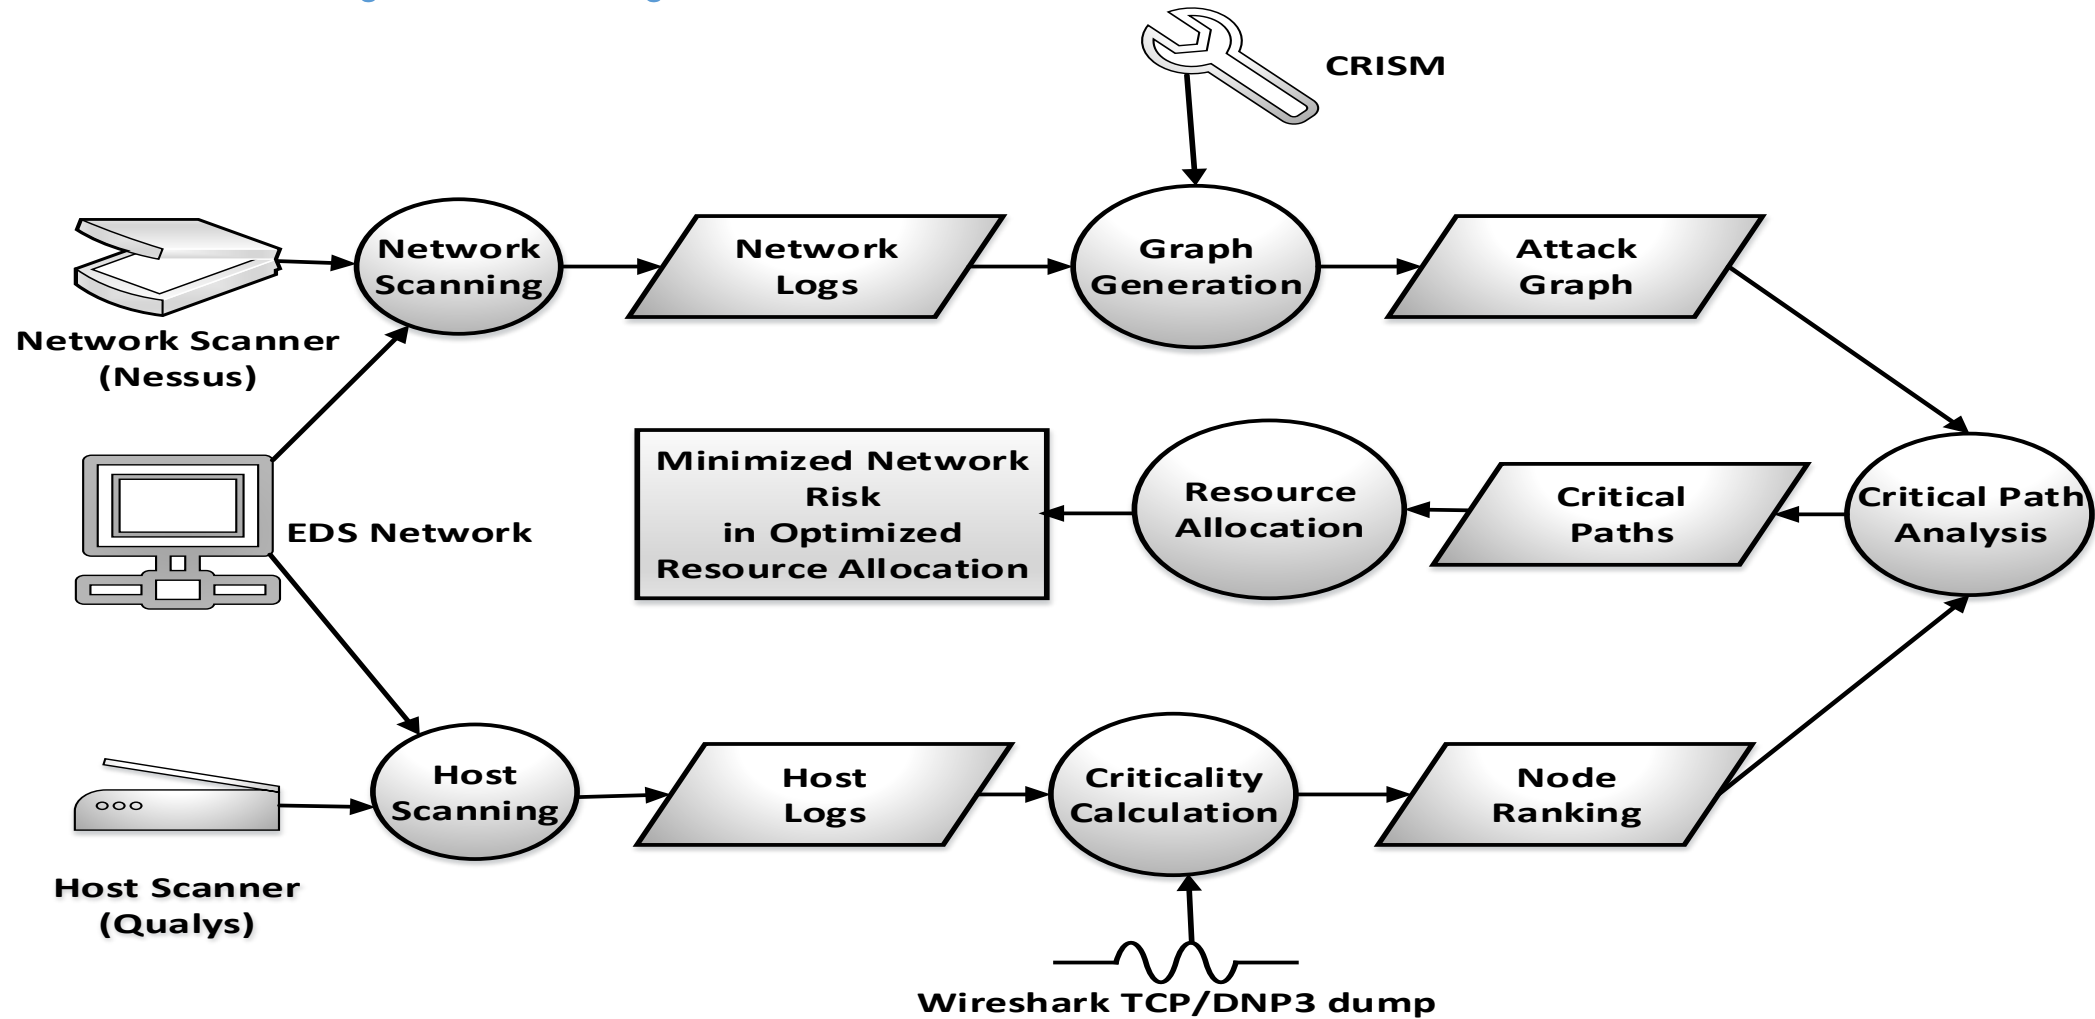 CRISM
Network
Scanning
Network
Logs
Graph
Generation
Attack
Graph
Network Scanner
(Nessus)
EDS Network
Minimized Network
Risk
in Optimized
Resource Allocation
Resource
Allocation
Critical
Paths
Critical Path
Analysis
Host
Scanning
Host
Logs
Criticality
Calculation
Node
Ranking
Host Scanner
(Qualys)
Wireshark TCP/DNP3 dump